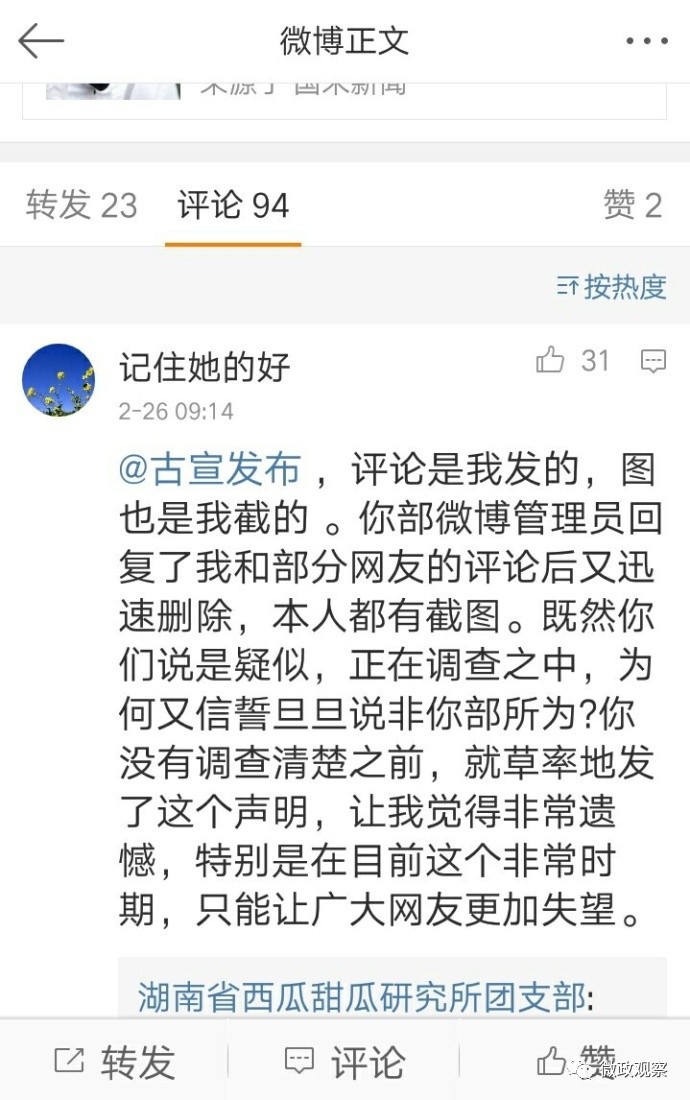 微博正文
转发 23 评论 94 赞 2
按热度
记住她的好 31
2-26 09:14
@古宣发布 ，评论是我发的，图
也是我截的 。你部微博管理员回
复了我和部分网友的评论后又迅
速删除，本人都有截图。既然你
们说是疑似，正在调查之中，为
何又信誓旦旦说非你部所为?你
没有调查清楚之前，就草率地发
了这个声明，让我觉得非常遗
憾，特别是在目前这个非常时
期，只能让广大网友更加失望。
湖南省西瓜甜瓜研究所团支部:
转发 评论 赞
微政观察